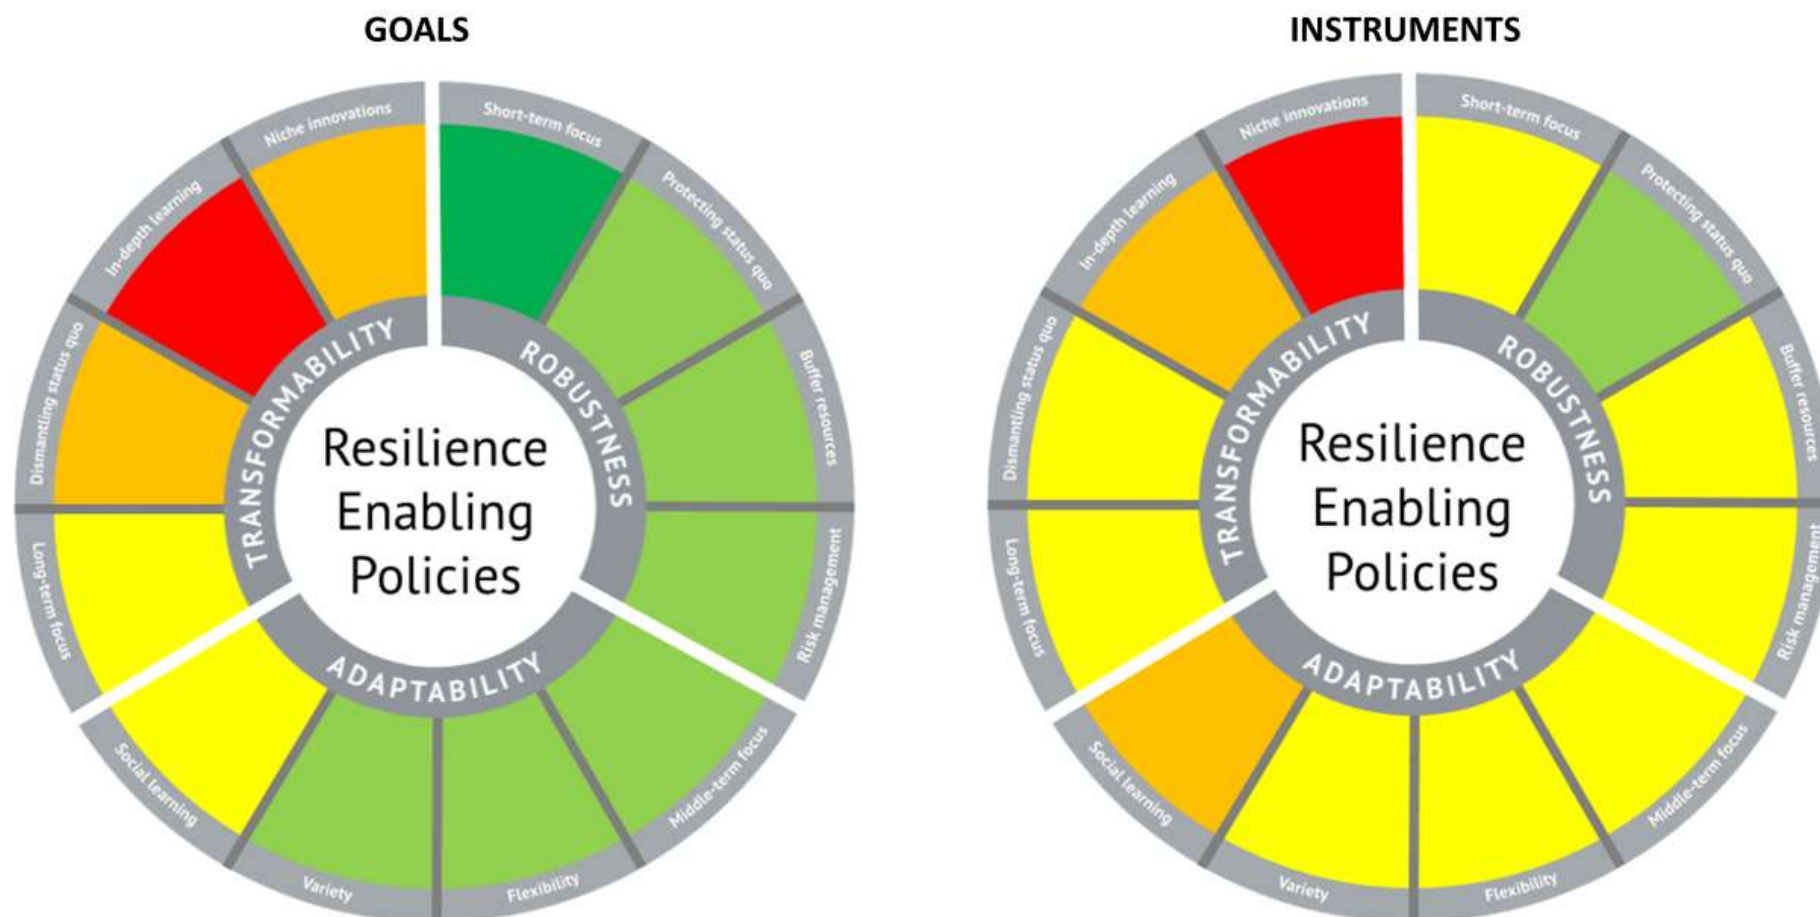 GOALS
Niche innovations
Short-term focus
Protecting status quo
Buffer resources
Risk management
Middle-term focus
Flexibility
Variety
Social learning
Long-term focus
Dismantling status quo
In-depth learning
TRANSFORMABILITY
ROBUSTNESS
ADAPTABILITY
Resilience
Enabling
Policies
INSTRUMENTS
Niche innovations
Short-term focus
Protecting status quo
Buffer resources
Risk management
Middle-term focus
Flexibility
Variety
Social learning
Long-term focus
Dismantling status quo
In-depth learning
TRANSFORMABILITY
ROBUSTNESS
ADAPTABILITY
Resilience
Enabling
Policies